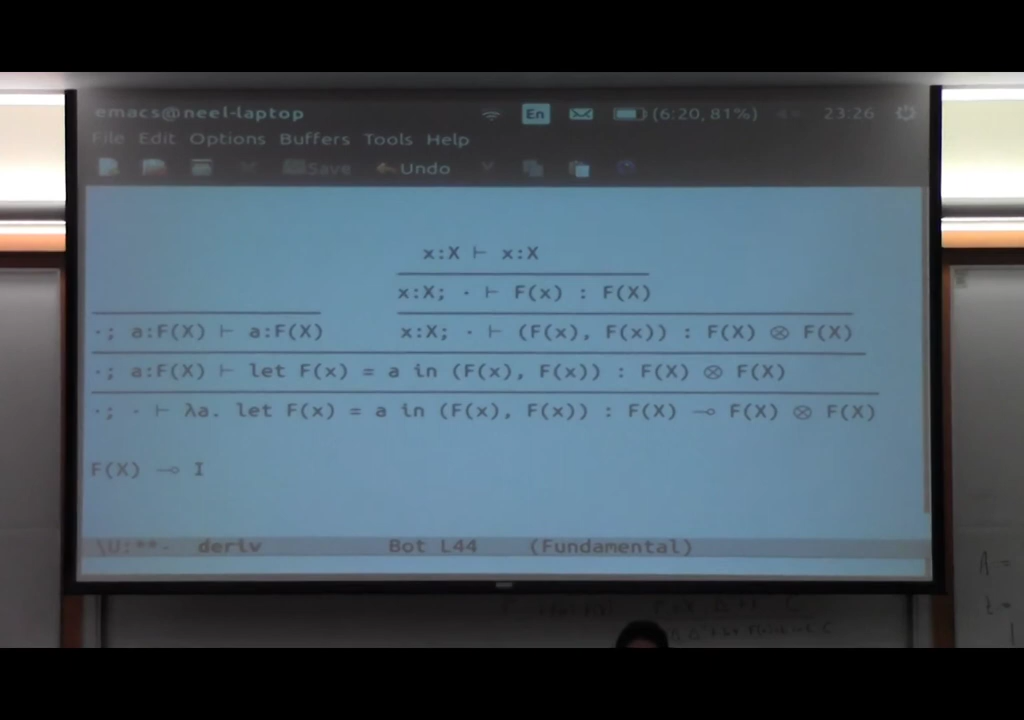 emacs@neel-laptop En (6:20, 81%) 23:26
File Edit Options Buffers Tools Help
Save Undo
x:X ⊢ x:X
x:X; · ⊢ F(x) : F(X)
·; a:F(X) ⊢ a:F(X) x:X; · ⊢ (F(x), F(x)) : F(X) ⊗ F(X)
·; a:F(X) ⊢ let F(x) = a in (F(x), F(x)) : F(X) ⊗ F(X)
·; · ⊢ λa. let F(x) = a in (F(x), F(x)) : F(X) ⊸ F(X) ⊗ F(X)
F(X) ⊸ I
\U:**- deriv Bot L44 (Fundamental)